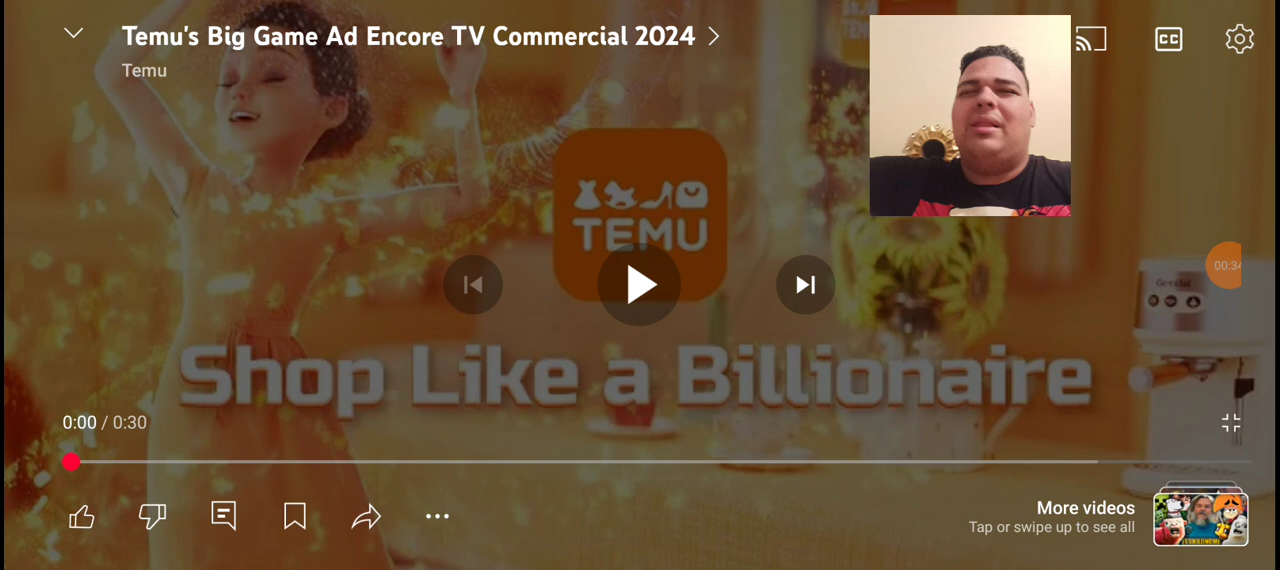 Temu's Big Game Ad Encore TV Commercial 2024
Temu
CC
TEMU
00:34
Shop Like a Billionaire
0:00 / 0:30
More videos
Tap or swipe up to see all